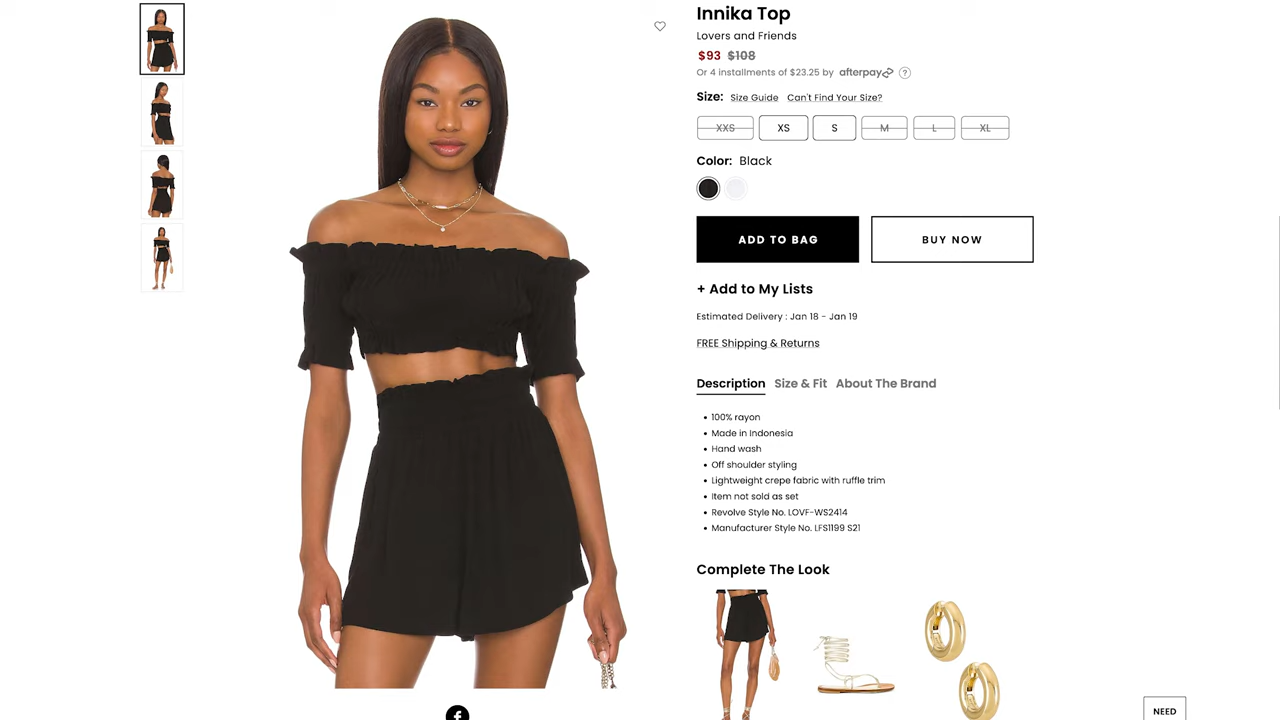 Innika Top
Lovers and Friends
$93 $108
Or 4 installments of $23.25 by afterpay ?
Size: Size Guide Can't Find Your Size?
XXS XS S M L XL
Color: Black
ADD TO BAG BUY NOW
+ Add to My Lists
Estimated Delivery : Jan 18 - Jan 19
FREE Shipping & Returns
Description Size & Fit About The Brand
• 100% rayon
• Made in Indonesia
• Hand wash
• Off shoulder styling
• Lightweight crepe fabric with ruffle trim
• Item not sold as set
• Revolve Style No. LOVF-WS2414
• Manufacturer Style No. LFS1199 S21
Complete The Look
NEED